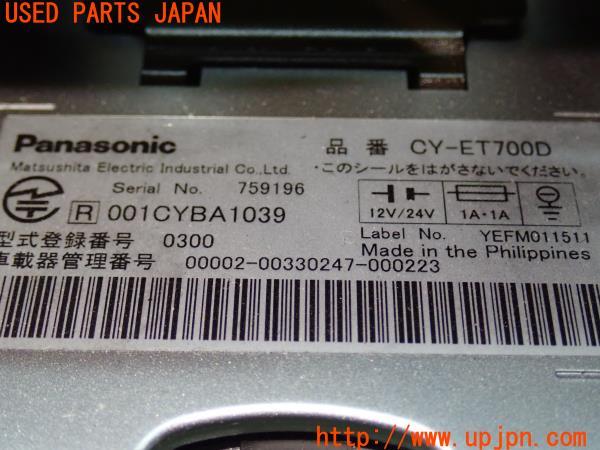 USED PARTS JAPAN
Panasonic
Matsushita Electric Industrial Co.,Ltd.
Serial No. 759196
R 001CYBA1039
型式登録番号 0300
車載器管理番号 00002-00330247-000223
品番 CY-ET700D
・このシールをはがさないでください。
12V/24V 1A・1A
Label No. YEFM011511
Made in the Philippines
http://www.upjpn.com